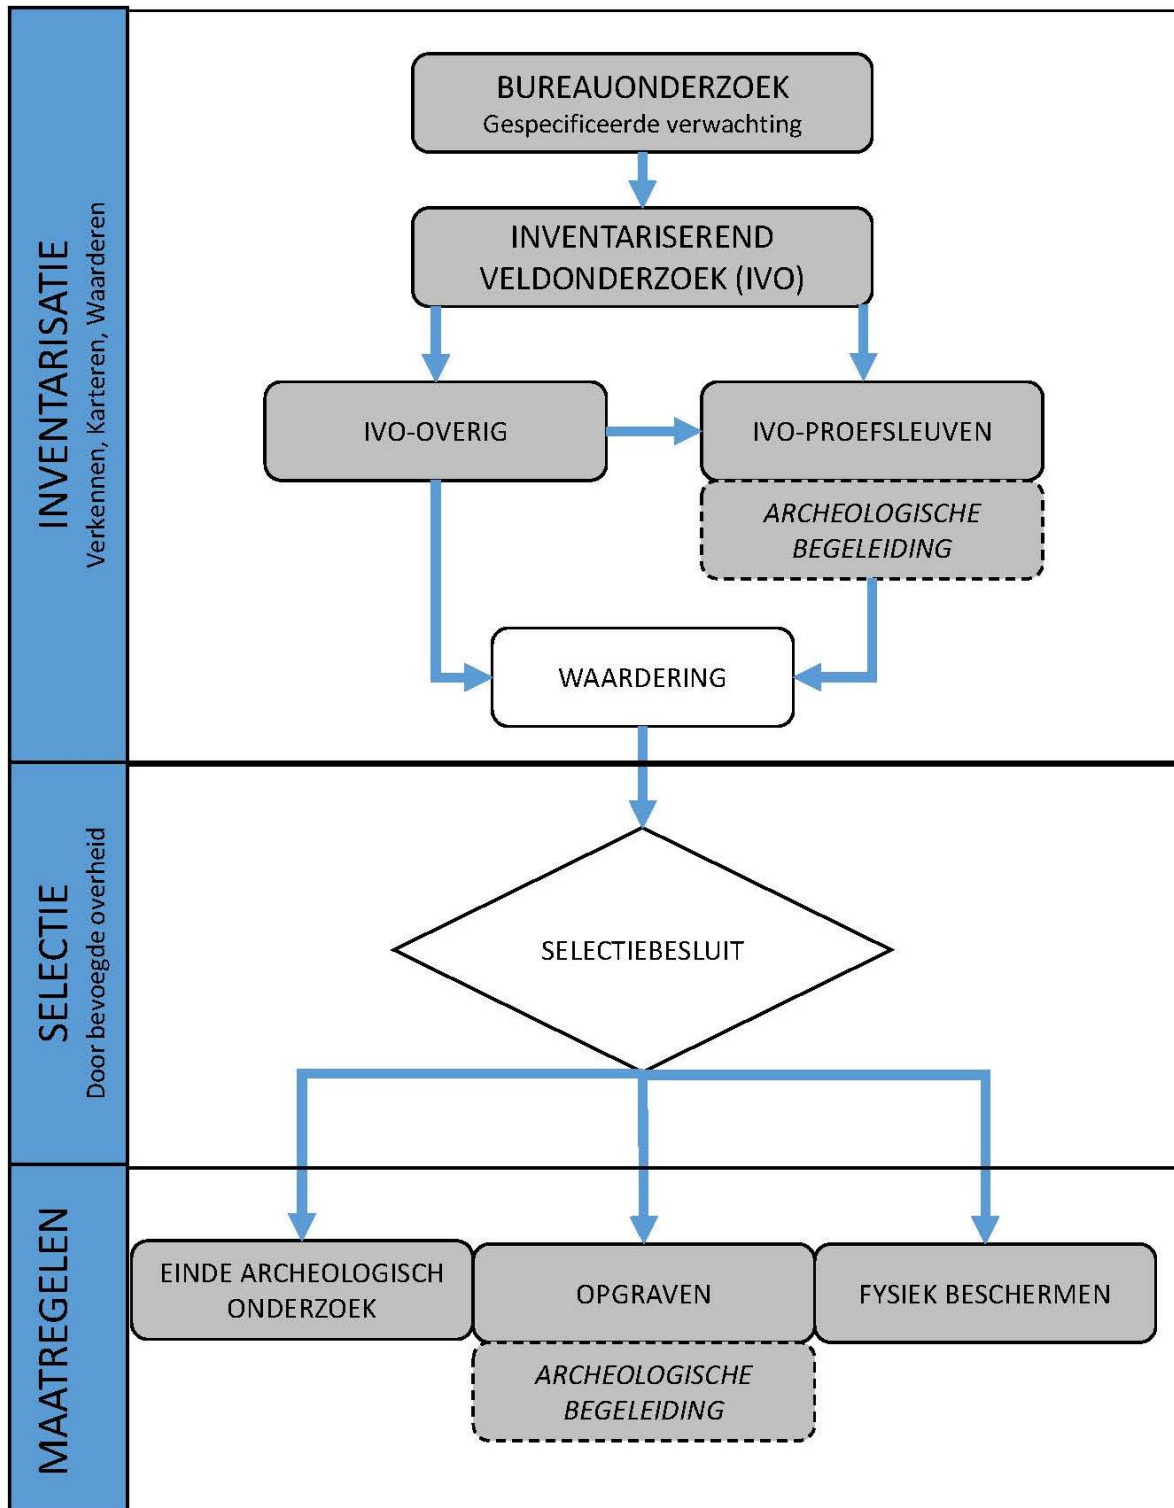 INVENTARISATIE
Verkennen, Karteren, Waarderen
BUREAUONDERZOEK
Gespecificeerde verwachting
INVENTARISEREND
VELDONDERZOEK (IVO)
IVO-OVERIG
IVO-PROEFSLEUVEN
ARCHEOLOGISCHE
BEGELEIDING
WAARDERING
SELECTIE
Door bevoegde overheid
SELECTIEBESLUIT
MAATREGELEN
EINDE ARCHEOLOGISCH
ONDERZOEK
OPGRAVEN
FYSIEK BESCHERMEN
ARCHEOLOGISCHE
BEGELEIDING